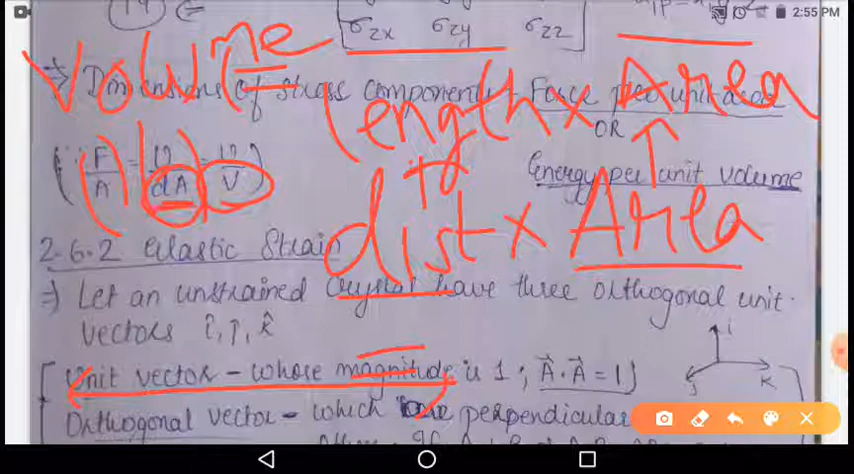 2:55 PM
σzx σzy σzz
Volume
=) Dimensions of stress component - Force per unit area
length x Area
OR
(∵ F/A = /dA = /V)
Energy per unit volume
dist x Area
2.6.2 Elastic Strain
=) Let an unstrained Crystal have three orthogonal unit
vectors î, ĵ, k̂
[Unit vector - whose magnitude is 1; A⃗.A⃗ = 1)
Orthogonal vector - which are perpendicular
K